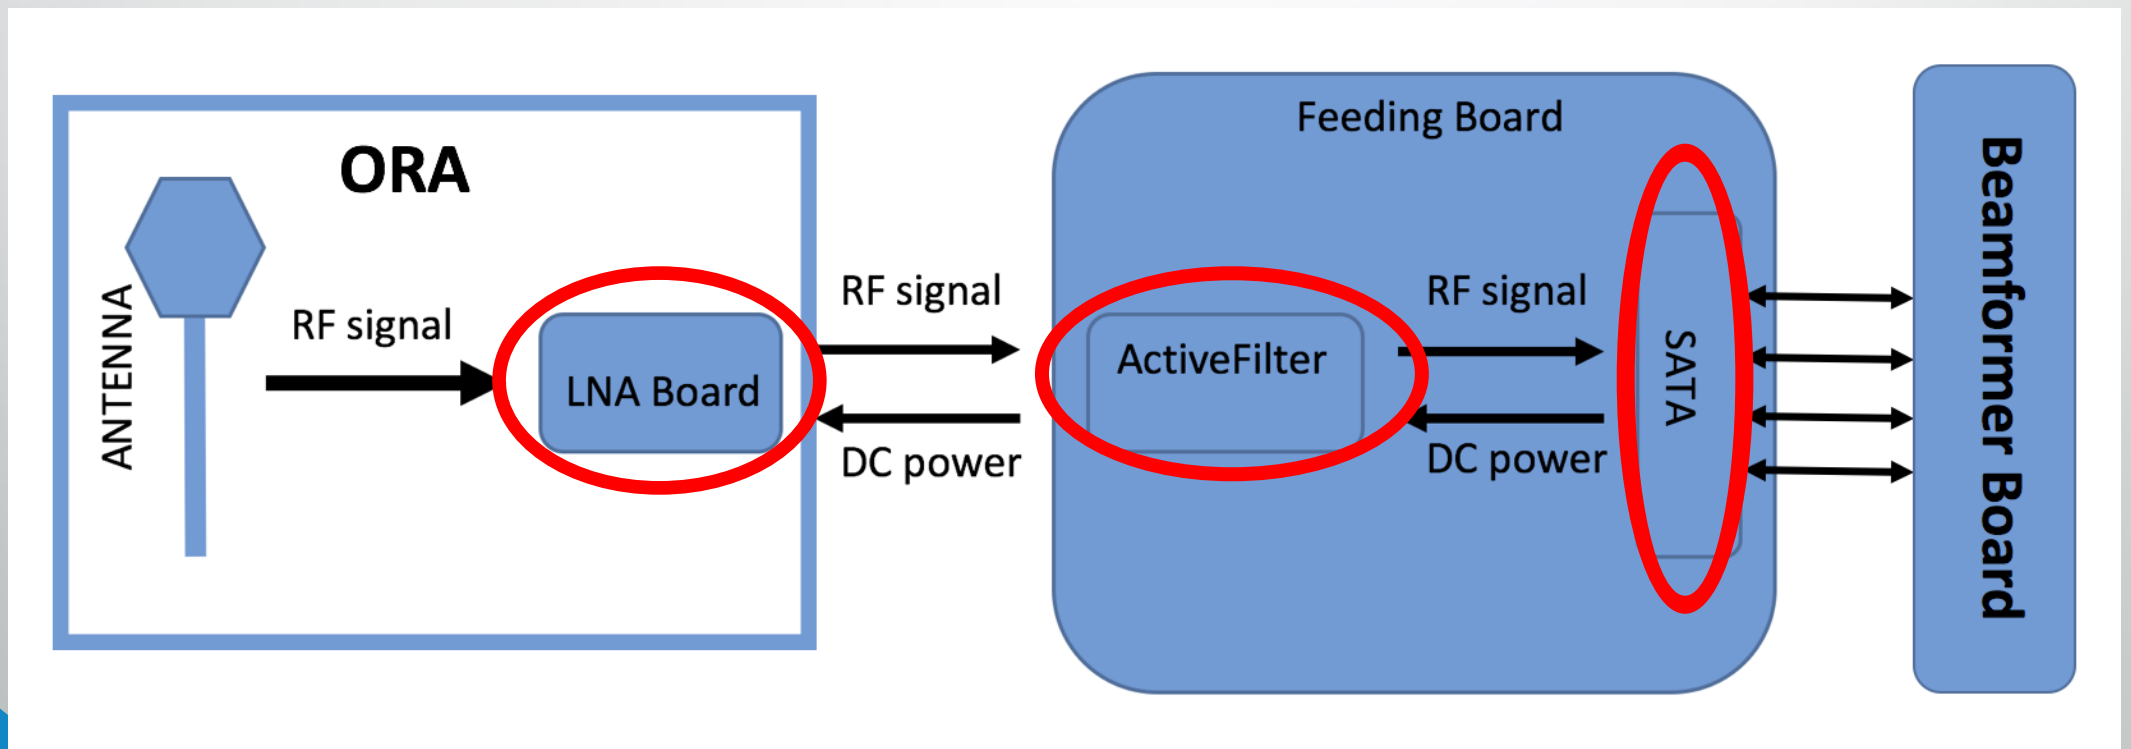 ORA
ANTENNA
RF signal
LNA Board
RF signal
DC power
Feeding Board
ActiveFilter
RF signal
DC power
SATA
Beamformer Board